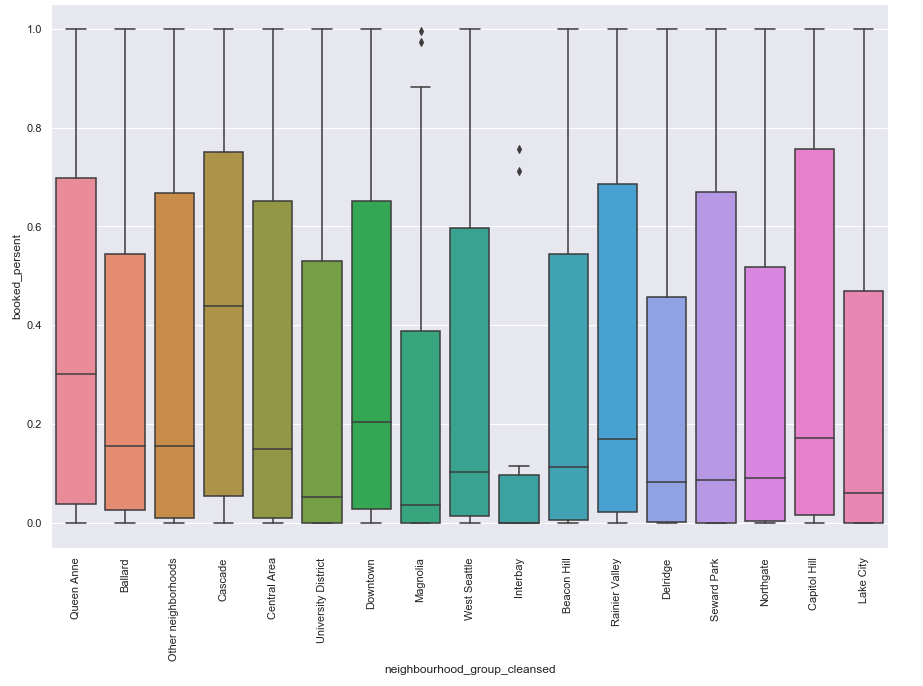 1.0
0.8
0.6
0.4
0.2
0.0
booked_persent
Queen Anne
Ballard
Other neighborhoods
Cascade
Central Area
University District
Downtown
Magnolia
West Seattle
Interbay
Beacon Hill
Rainier Valley
Delridge
Seward Park
Northgate
Capitol Hill
Lake City
neighbourhood_group_cleansed